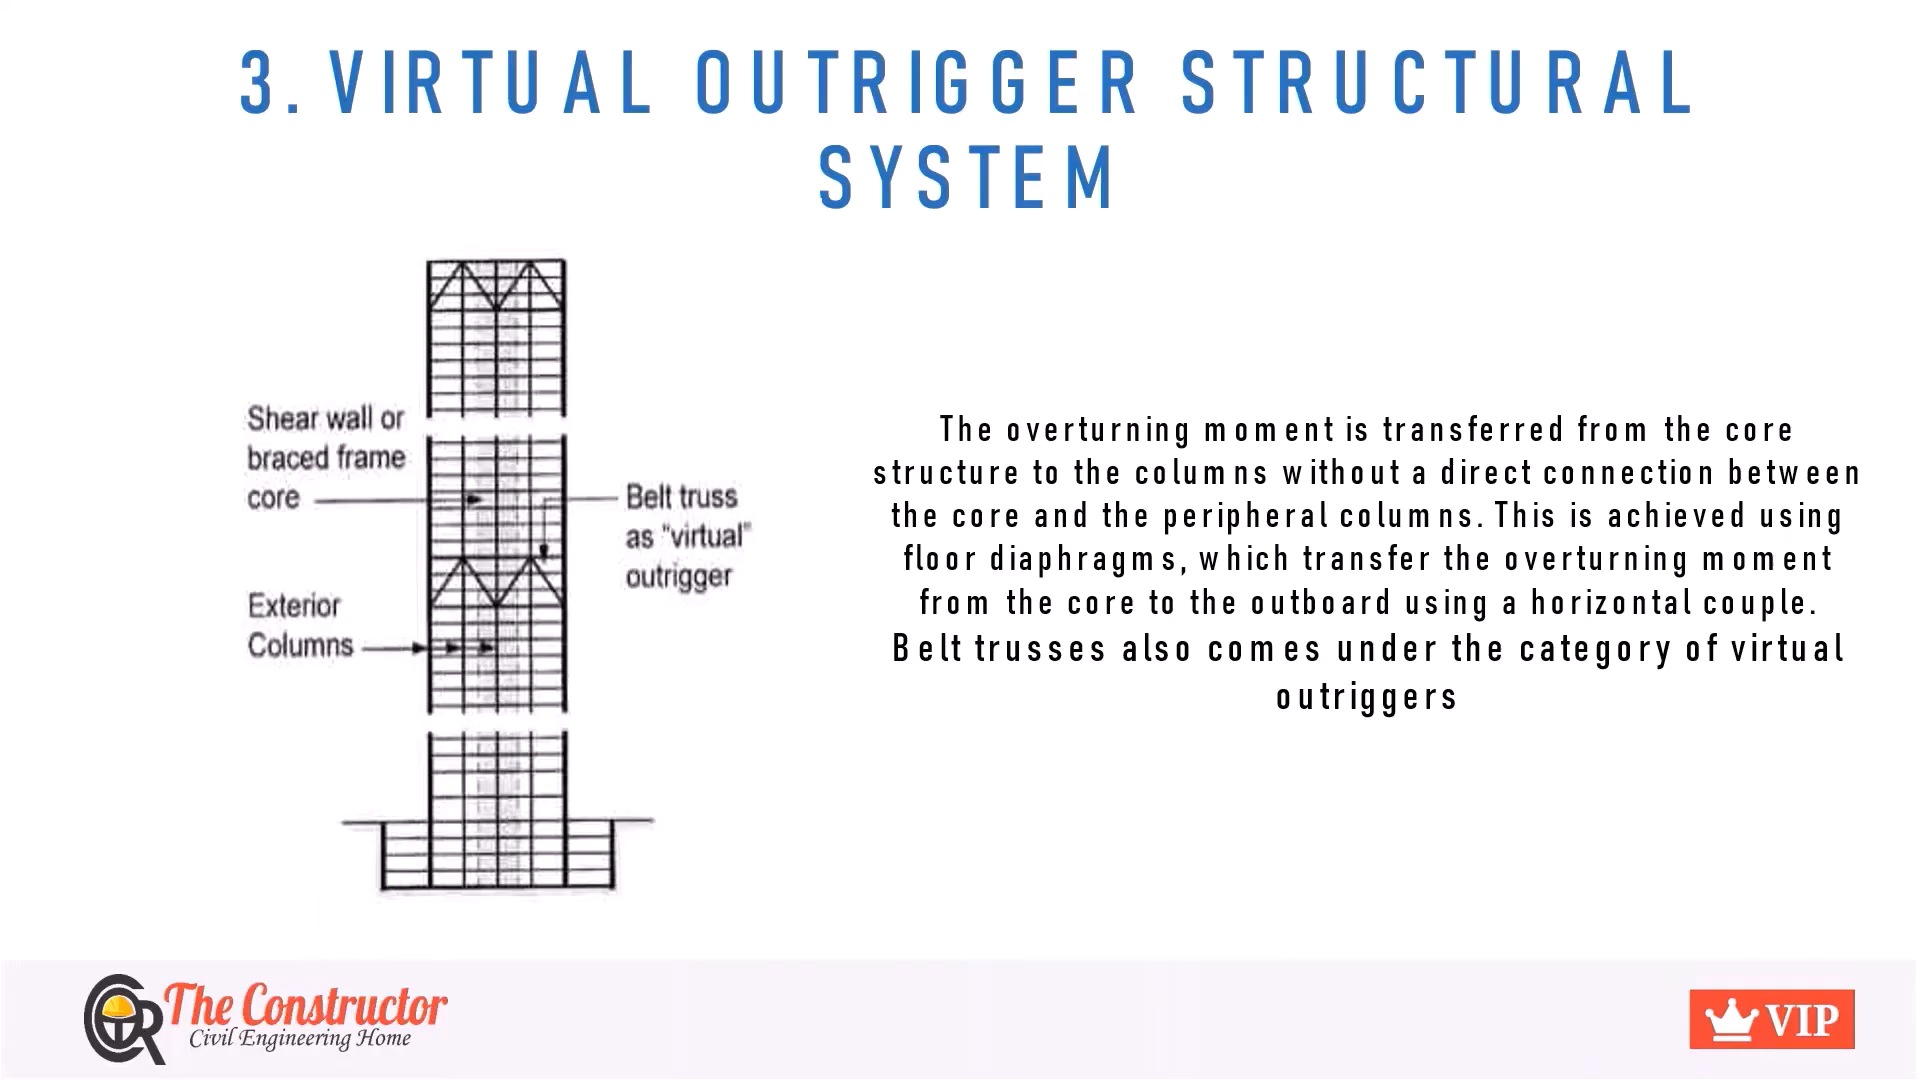 3. VIRTUAL OUTRIGGER STRUCTURAL
SYSTEM
Shear wall or
braced frame
core
Belt truss
as "virtual"
outrigger
Exterior
Columns
The overturning moment is transferred from the core
structure to the columns without a direct connection between
the core and the peripheral columns. This is achieved using
floor diaphragms, which transfer the overturning moment
from the core to the outboard using a horizontal couple.
Belt trusses also comes under the category of virtual
outriggers
The Constructor
Civil Engineering Home
VIP